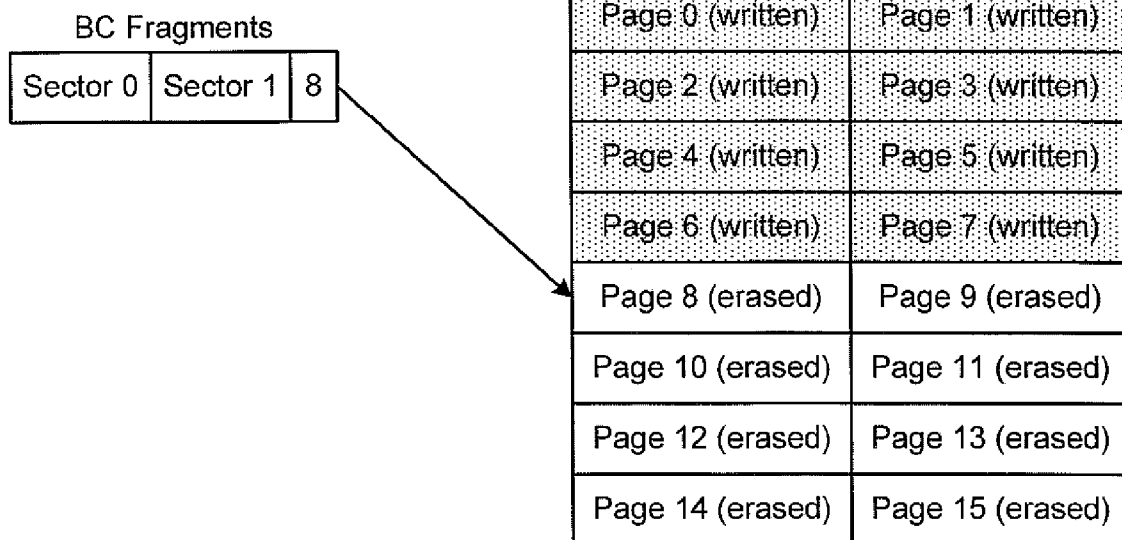 BC Fragments
Sector 0 Sector 1 8
Page 0 (written) Page 1 (written)
Page 2 (written) Page 3 (written)
Page 4 (written) Page 5 (written)
Page 6 (written) Page 7 (written)
Page 8 (erased) Page 9 (erased)
Page 10 (erased) Page 11 (erased)
Page 12 (erased) Page 13 (erased)
Page 14 (erased) Page 15 (erased)